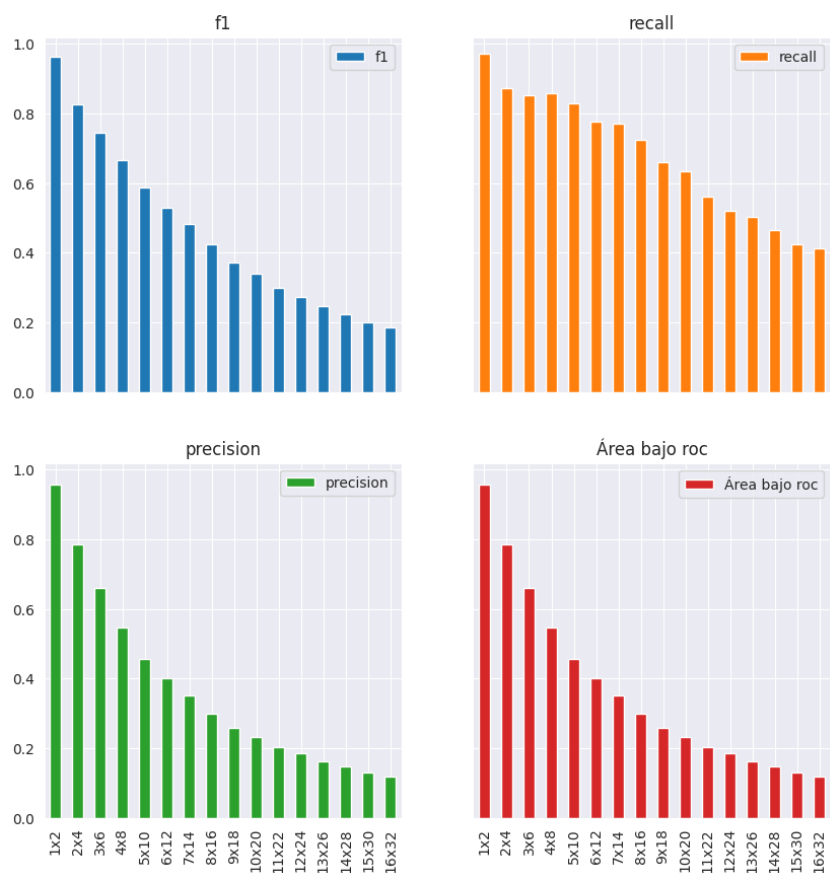 f1
1.0
0.8
0.6
0.4
0.2
0.0
f1
recall
recall
precision
1.0
0.8
0.6
0.4
0.2
0.0
precision
1x2
2x4
3x6
4x8
5x10
6x12
7x14
8x16
9x18
10x20
11x22
12x24
13x26
14x28
15x30
16x32
Área bajo roc
Área bajo roc
1x2
2x4
3x6
4x8
5x10
6x12
7x14
8x16
9x18
10x20
11x22
12x24
13x26
14x28
15x30
16x32